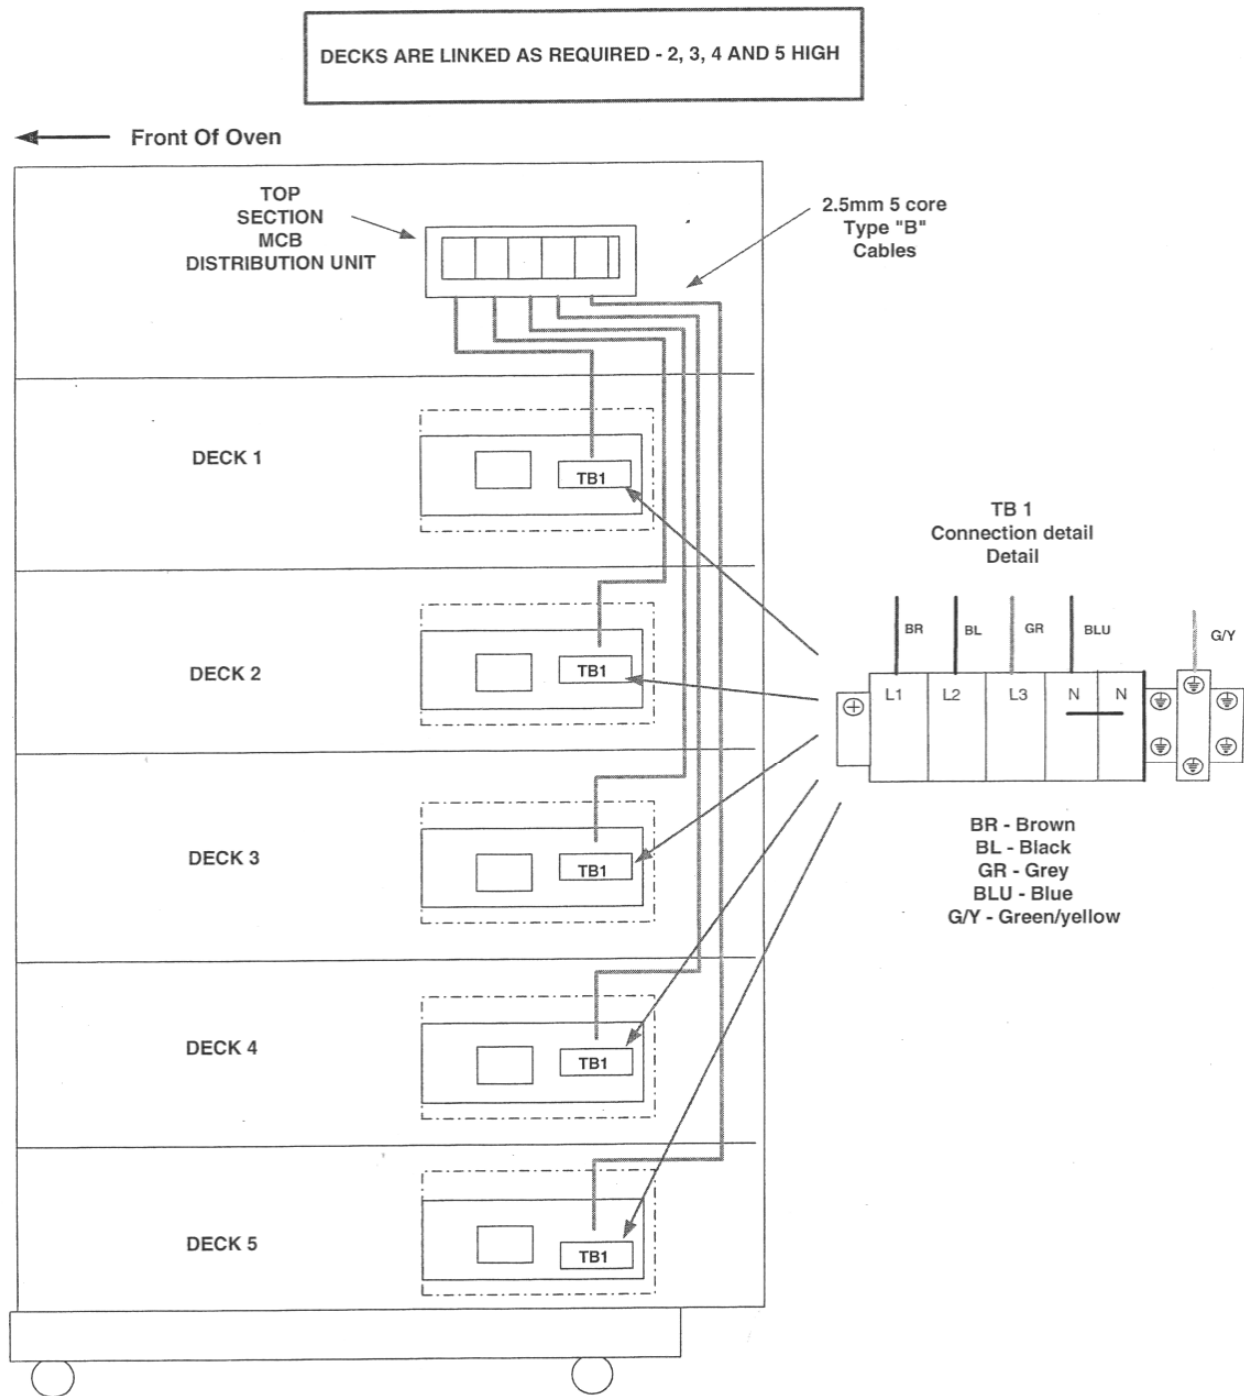 DECKS ARE LINKED AS REQUIRED - 2, 3, 4 AND 5 HIGH
Front Of Oven
TOP
SECTION
MCB
DISTRIBUTION UNIT
2.5mm 5 core
Type "B"
Cables
DECK 1
TB1
DECK 2
TB1
DECK 3
TB1
DECK 4
TB1
DECK 5
TB1
TB 1
Connection detail
Detail
BR
BL
GR
BLU
G/Y
L1
L2
L3
N
N
BR - Brown
BL - Black
GR - Grey
BLU - Blue
G/Y - Green/yellow